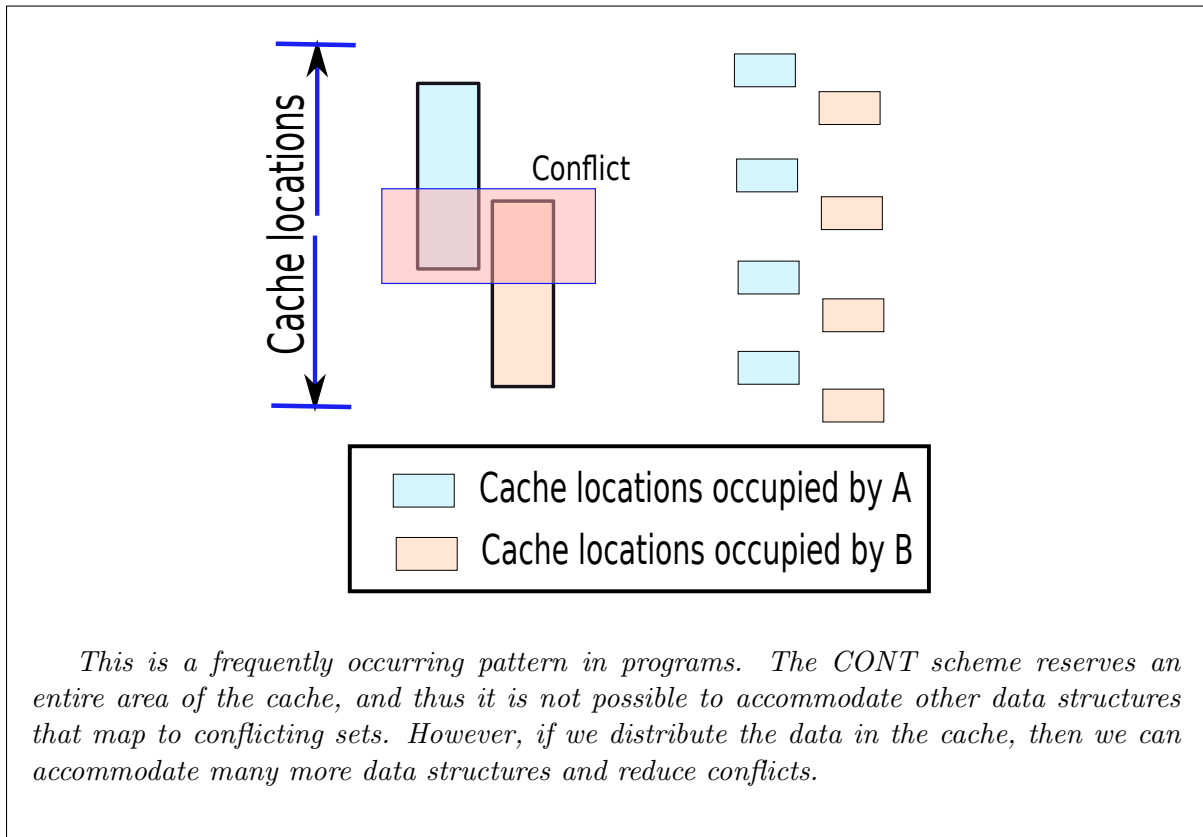 Cache locations
Conflict
Cache locations occupied by A
Cache locations occupied by B
This is a frequently occurring pattern in programs. The CONT scheme reserves an
entire area of the cache, and thus it is not possible to accommodate other data structures
that map to conflicting sets. However, if we distribute the data in the cache, then we can
accommodate many more data structures and reduce conflicts.